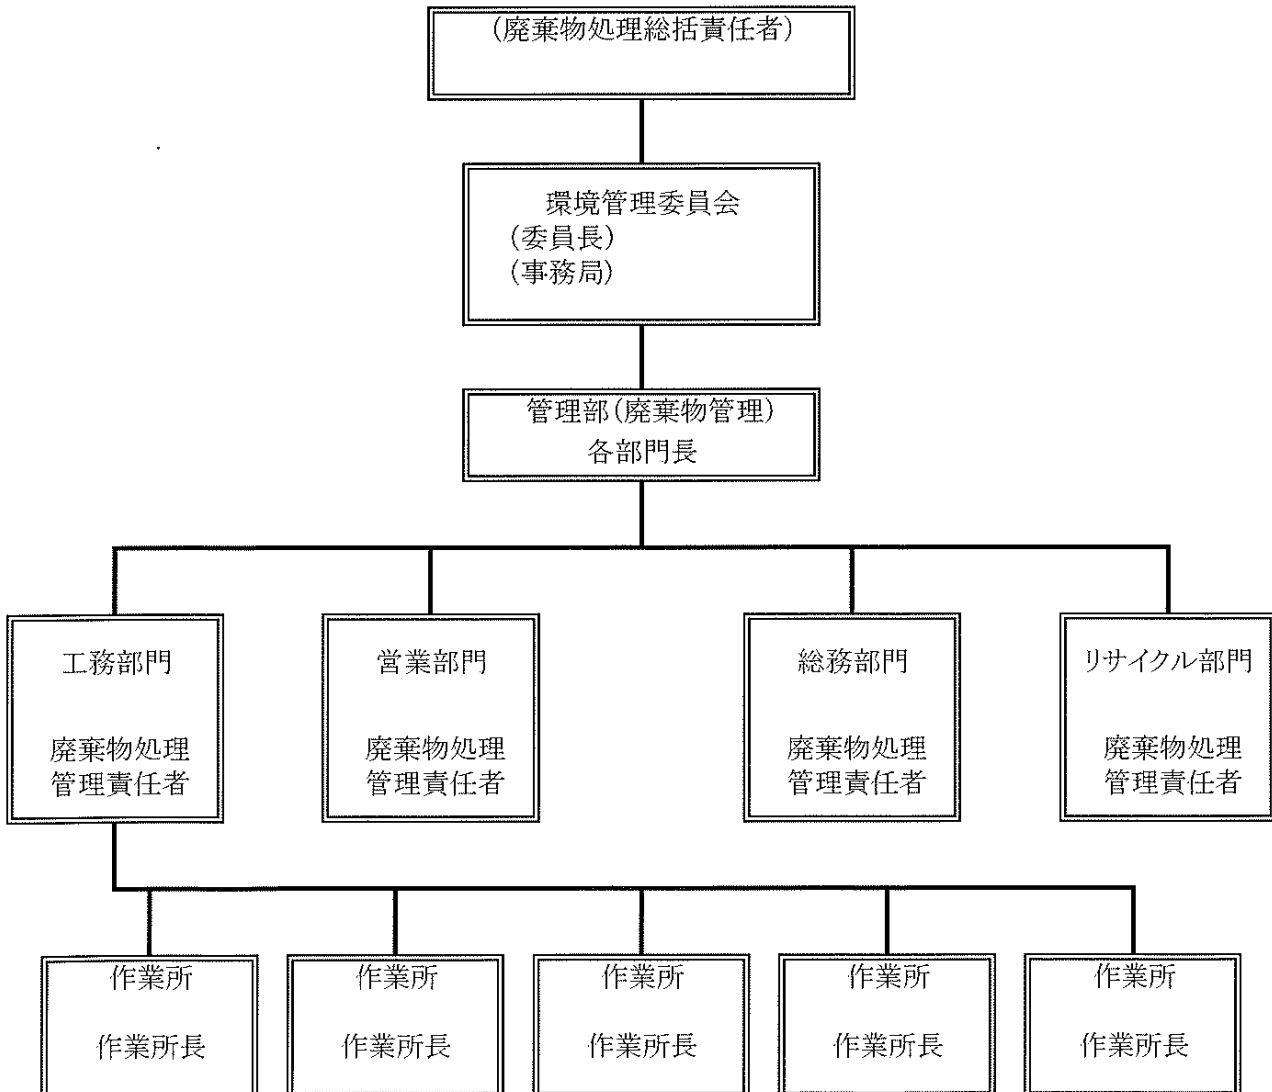 (廃棄物処理総括責任者)
環境管理委員会
(委員長)
(事務局)
管理部(廃棄物管理)
各部門長
工務部門
廃棄物処理
管理責任者
営業部門
廃棄物処理
管理責任者
総務部門
廃棄物処理
管理責任者
リサイクル部門
廃棄物処理
管理責任者
作業所
作業所長
作業所
作業所長
作業所
作業所長
作業所
作業所長
作業所
作業所長